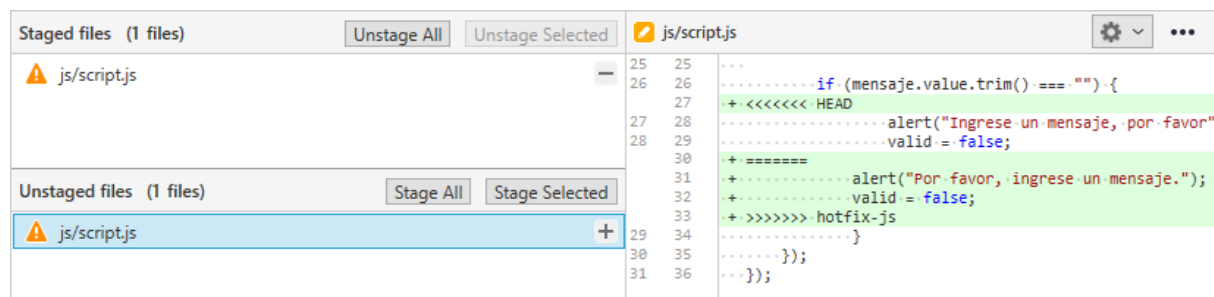 Staged files (1 files)
Unstage All
Unstage Selected
js/script.js
js/script.js
Unstaged files (1 files)
Stage All
Stage Selected
js/script.js
25 25 ...
26 26 if (mensaje.value.trim() === "") {
27 + <<<<<<< HEAD
27 28 alert("Ingrese un mensaje, por favor"
28 29 valid = false;
30 + =======
31 + alert("Por favor, ingrese un mensaje.");
32 + valid = false;
33 + >>>>>>> hotfix-js
29 34 }
30 35 });
31 36 });